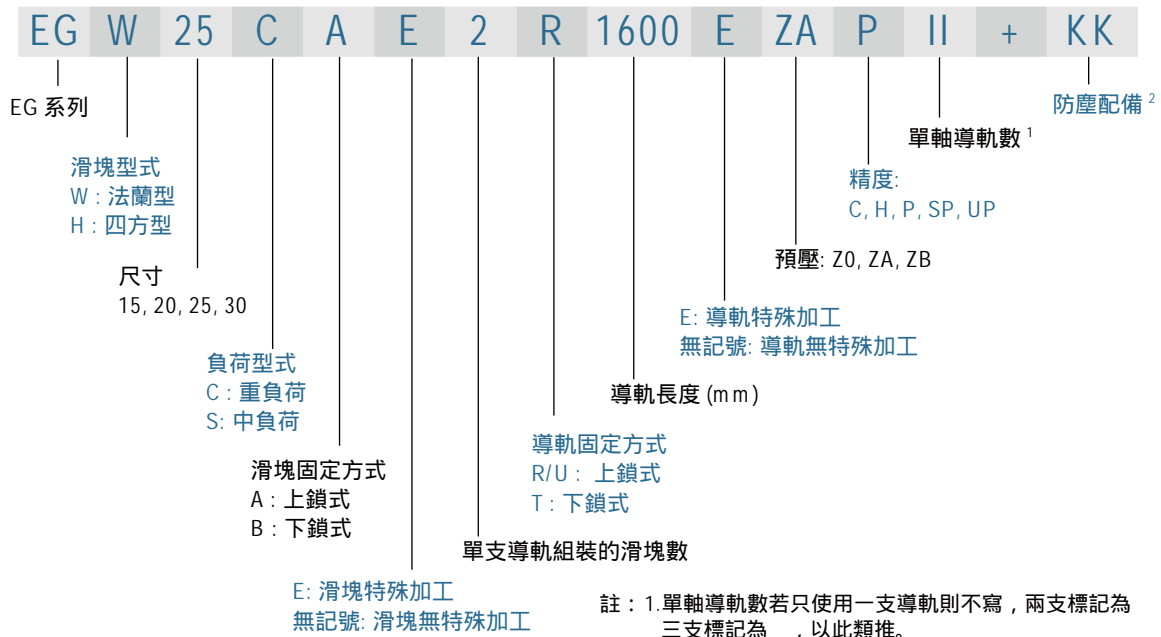 EG W 25 C A E 2 R 1600 E ZA P II + KK
EG 系列
防塵配備 2
單軸導軌數 1
滑塊型式
W : 法蘭型
H : 四方型
精度:
C, H, P, SP, UP
預壓: Z0, ZA, ZB
尺寸
15, 20, 25, 30
E: 導軌特殊加工
無記號: 導軌無特殊加工
負荷型式
C : 重負荷
S: 中負荷
導軌長度 (mm)
導軌固定方式
R/U : 上鎖式
T : 下鎖式
滑塊固定方式
A : 上鎖式
B : 下鎖式
單支導軌組裝的滑塊數
E: 滑塊特殊加工
無記號: 滑塊無特殊加工
註 : 1.單軸導軌數若只使用一支導軌則不寫 , 兩支標記為
三支標記為 , 以此類推。